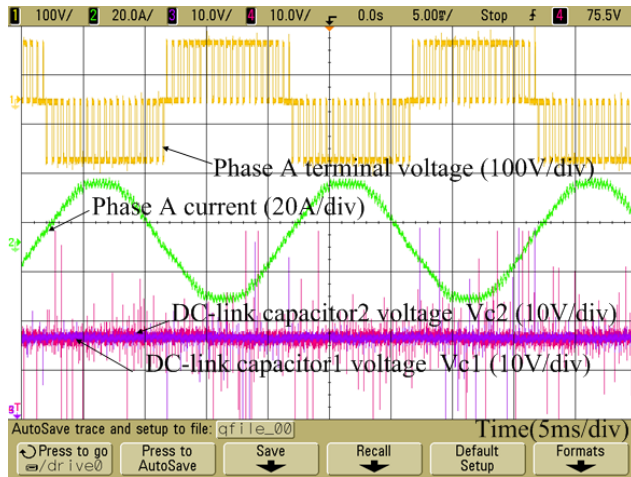 1 100V/ 2 20.0A/ 3 10.0V/ 4 10.0V/ 0.0s 5.00ms/ Stop 4 75.5V
1
Phase A terminal voltage (100V/div)
Phase A current (20A/div)
2
DC-link capacitor2 voltage Vc2 (10V/div)
DC-link capacitor1 voltage Vc1 (10V/div)
AutoSave trace and setup to file: qfile_00
Time(5ms/div)
Press to go
/drive0
Press to
AutoSave
Save
Recall
Default
Setup
Formats